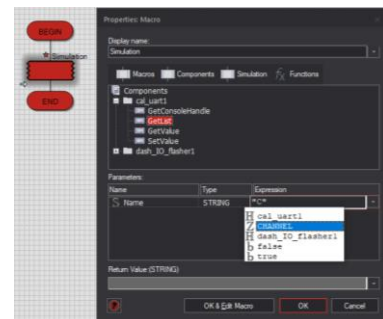 BEGIN
Simulation
END
Properties: Macro
Display name:
Simulation
Macros Components Simulation fx Functions
Components
cal_uart1
GetConsoleHandle
GetList
GetValue
SetValue
dash_IO_flasher1
Parameters:
Name Type Expression
S Name STRING "C"
H cal_uart1
Z CHANNEL
H dash_IO_flasher1
b false
b true
Return Value (STRING)
OK & Edit Macro OK Cancel